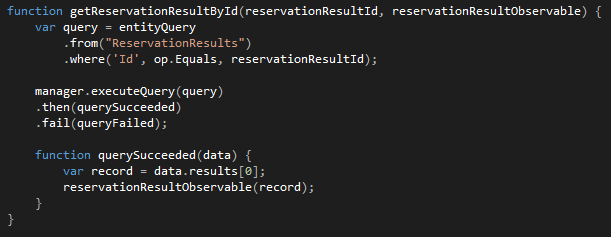 function getReservationResultById(reservationResultId, reservationResultObservable) {
    var query = entityQuery
        .from("ReservationResults")
        .where('Id', op.Equals, reservationResultId);

    manager.executeQuery(query)
    .then(querySucceeded)
    .fail(queryFailed);

    function querySucceeded(data) {
        var record = data.results[0];
        reservationResultObservable(record);
    }
}